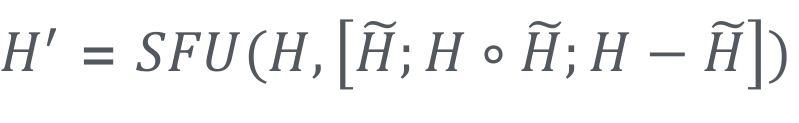 H′ = SFU(H, [H̃; H ∘ H̃; H − H̃])